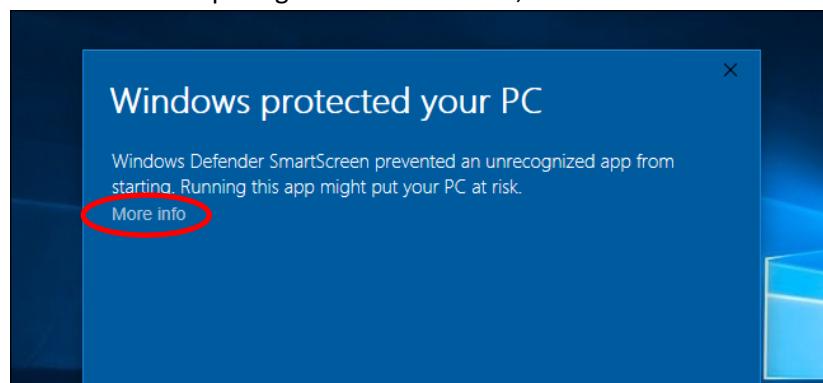 Windows protected your PC
Windows Defender SmartScreen prevented an unrecognized app from
starting. Running this app might put your PC at risk.
More info